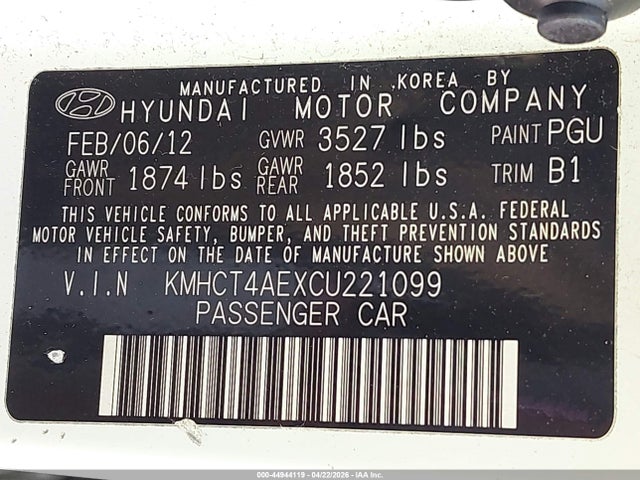 MANUFACTURED IN KOREA BY
HYUNDAI MOTOR COMPANY
FEB/06/12 GVWR 3527 lbs PAINT PGU
GAWR FRONT 1874 lbs GAWR REAR 1852 lbs TRIM B1
THIS VEHICLE CONFORMS TO ALL APPLICABLE U.S.A. FEDERAL
MOTOR VEHICLE SAFETY, BUMPER, AND THEFT PREVENTION STANDARDS
IN EFFECT ON THE DATE OF MANUFACTURE SHOWN ABOVE
V.I.N KMHCT4AEXCU221099
PASSENGER CAR
000-44944119 | 04/22/2026 | IAA Inc.